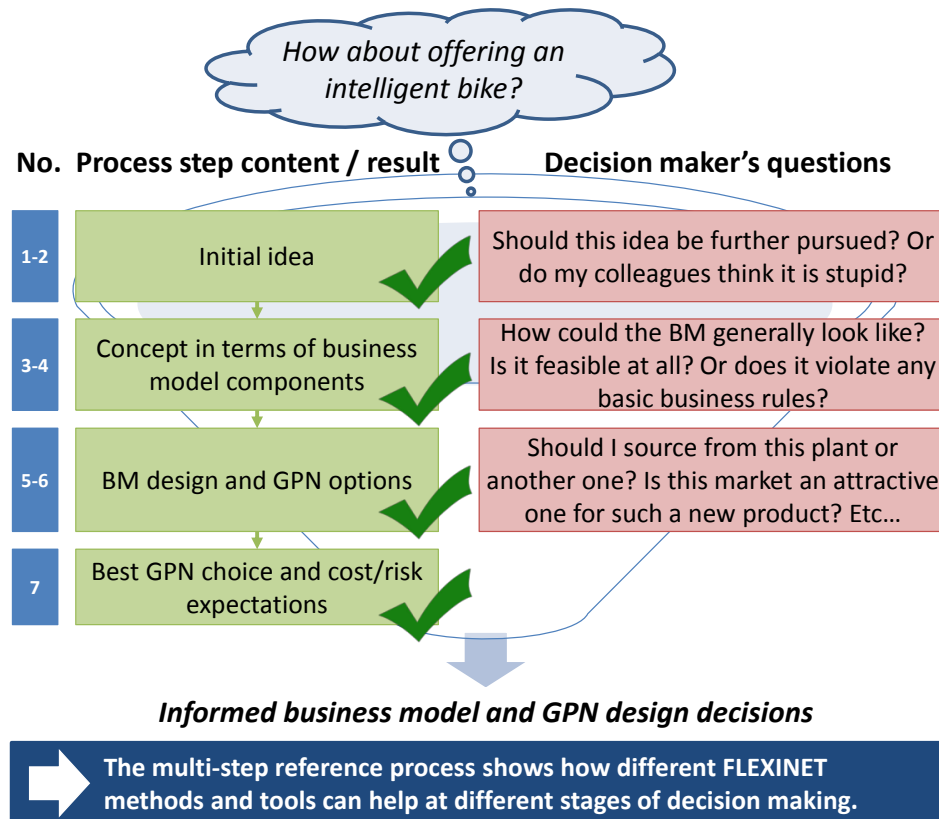 How about offering an
intelligent bike?
No. Process step content / result
Decision maker's questions
1-2
Initial idea
Should this idea be further pursued? Or
do my colleagues think it is stupid?
3-4
Concept in terms of business
model components
How could the BM generally look like?
Is it feasible at all? Or does it violate any
basic business rules?
5-6
BM design and GPN options
Should I source from this plant or
another one? Is this market an attractive
one for such a new product? Etc…
7
Best GPN choice and cost/risk
expectations
Informed business model and GPN design decisions
The multi-step reference process shows how different FLEXINET
methods and tools can help at different stages of decision making.